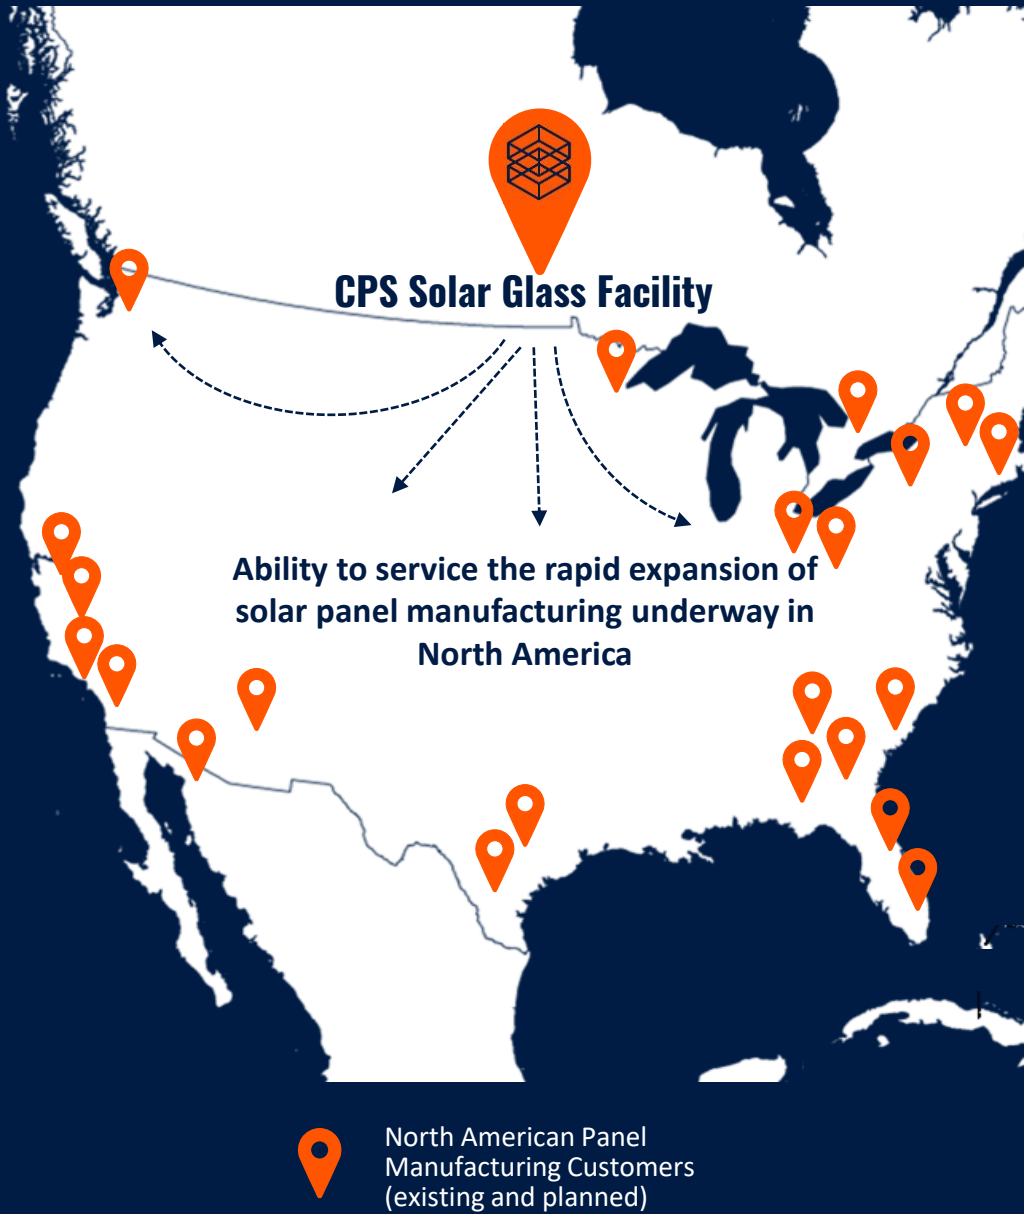 CPS Solar Glass Facility
Ability to service the rapid expansion of
solar panel manufacturing underway in
North America
North American Panel
Manufacturing Customers
(existing and planned)